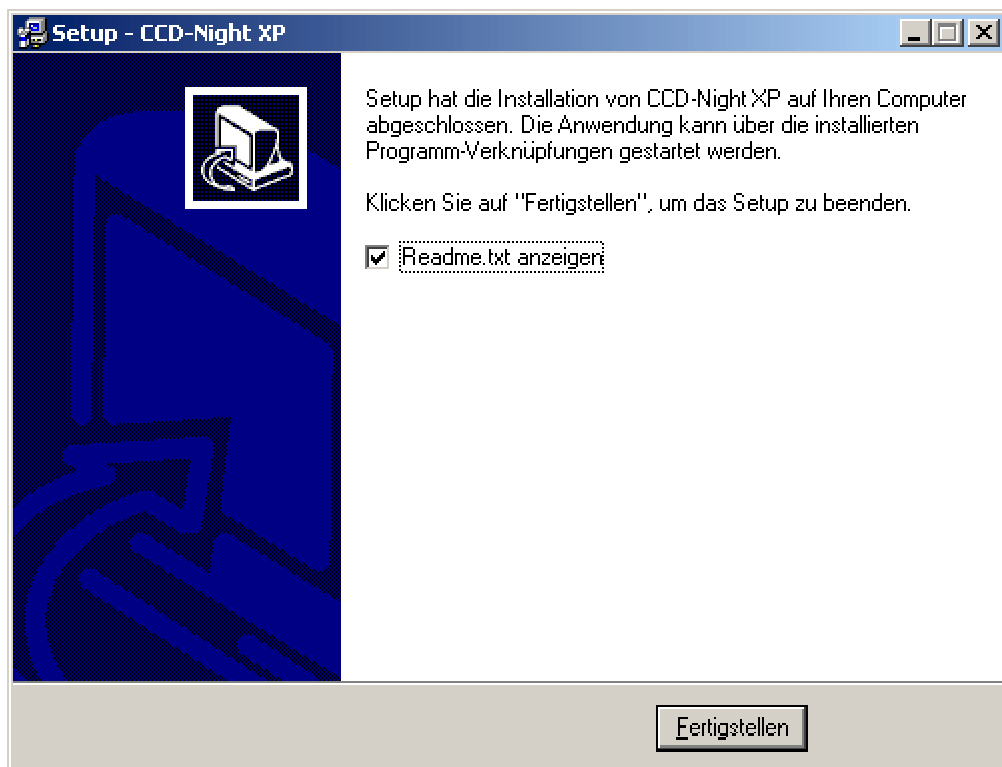 Setup - CCD-Night XP
Setup hat die Installation von CCD-Night XP auf Ihren Computer
abgeschlossen. Die Anwendung kann über die installierten
Programm-Verknüpfungen gestartet werden.
Klicken Sie auf "Fertigstellen", um das Setup zu beenden.
Readme.txt anzeigen
Fertigstellen